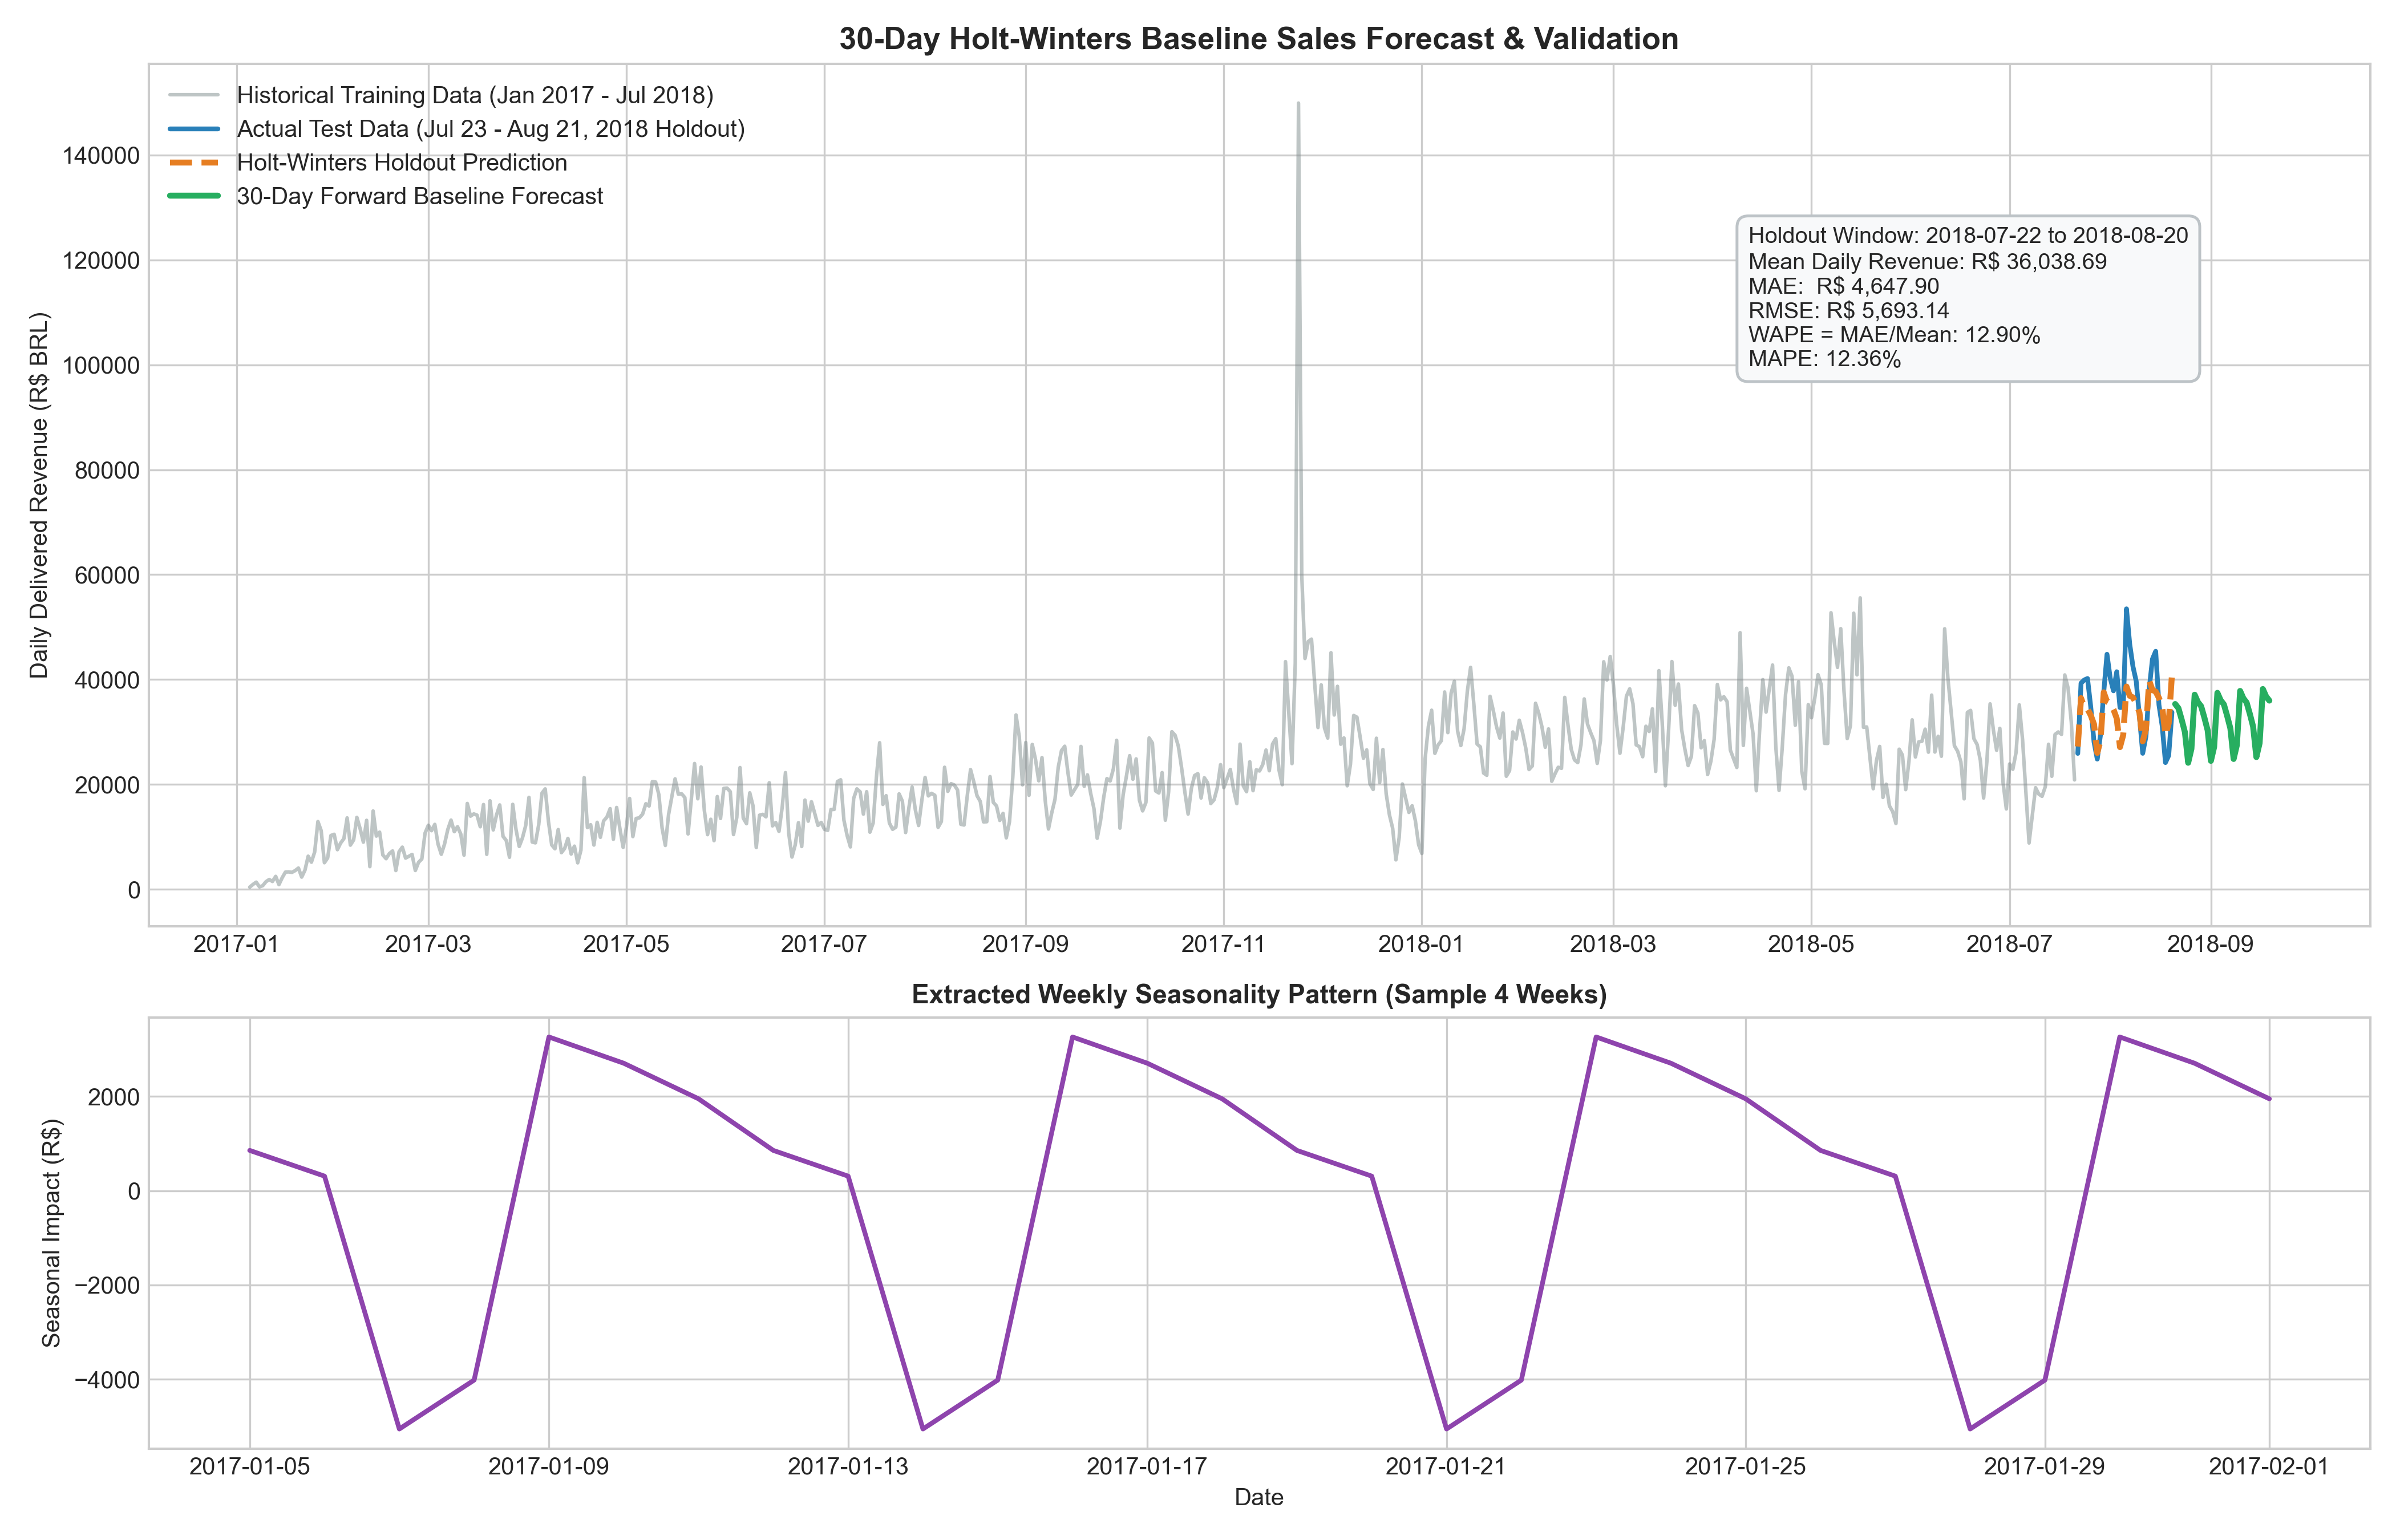 30-Day Holt-Winters Baseline Sales Forecast & Validation
Historical Training Data (Jan 2017 - Jul 2018)
Actual Test Data (Jul 23 - Aug 21, 2018 Holdout)
Holt-Winters Holdout Prediction
30-Day Forward Baseline Forecast
Holdout Window: 2018-07-22 to 2018-08-20
Mean Daily Revenue: R$ 36,038.69
MAE:  R$ 4,647.90
RMSE: R$ 5,693.14
WAPE = MAE/Mean: 12.90%
MAPE: 12.36%
Daily Delivered Revenue (R$ BRL)
140000
120000
100000
80000
60000
40000
20000
0
2017-01 2017-03 2017-05 2017-07 2017-09 2017-11 2018-01 2018-03 2018-05 2018-07 2018-09
Extracted Weekly Seasonality Pattern (Sample 4 Weeks)
Seasonal Impact (R$)
2000
0
−2000
−4000
2017-01-05 2017-01-09 2017-01-13 2017-01-17 2017-01-21 2017-01-25 2017-01-29 2017-02-01
Date